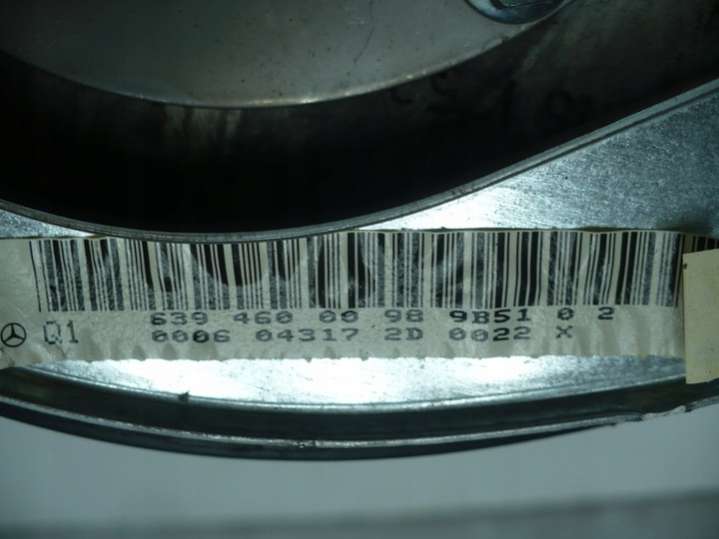 639 460 00 98 9B51 0 2
Q1 0006 04317 2D 0022 X